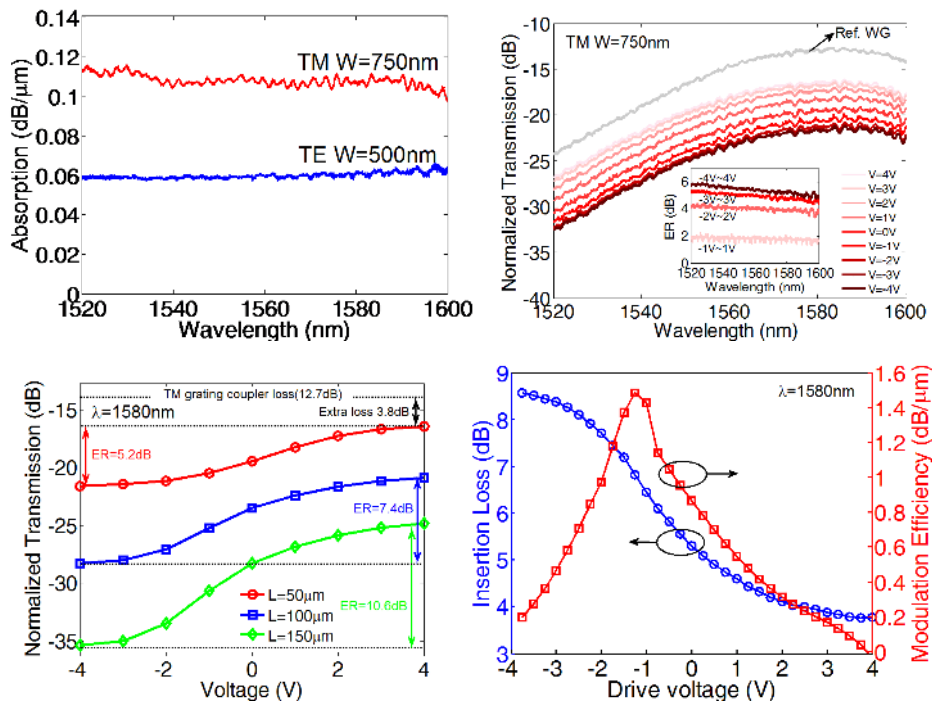 0.14
0.12
0.1
0.08
0.06
0.04
0.02
0
Absorption (dB/μm)
TM W=750nm
TE W=500nm
1520
1540
1560
1580
1600
Wavelength (nm)
-10
-15
-20
-25
-30
-35
-40
Normalized Transmission (dB)
TM W=750nm
Ref. WG
V=4V
V=3V
V=2V
V=1V
V=0V
V=-1V
V=-2V
V=-3V
V=-4V
6
4
2
0
ER (dB)
-4V~4V
-3V~3V
-2V~2V
-1V~1V
1520
1540
1560
1580
1600
Wavelength (nm)
1520
1540
1560
1580
1600
Wavelength (nm)
-15
-20
-25
-30
-35
Normalized Transmission (dB)
TM grating coupler loss(12.7dB)
λ=1580nm
Extra loss 3.8dB
ER=5.2dB
ER=7.4dB
ER=10.6dB
L=50μm
L=100μm
L=150μm
-4
-2
0
2
4
Voltage (V)
9
8
7
6
5
4
3
Insertion Loss (dB)
λ=1580nm
1.6
1.4
1.2
1
0.8
0.6
0.4
0.2
0
Modulation Efficiency (dB/μm)
-4
-3
-2
-1
0
1
2
3
4
Drive voltage (V)